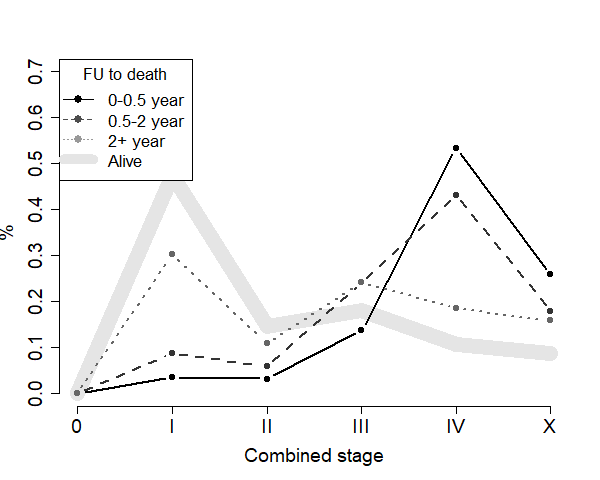 FU to death
0-0.5 year
0.5-2 year
2+ year
Alive
0.7
0.6
0.5
0.4
0.3
0.2
0.1
0.0
%
0 I II III IV X
Combined stage